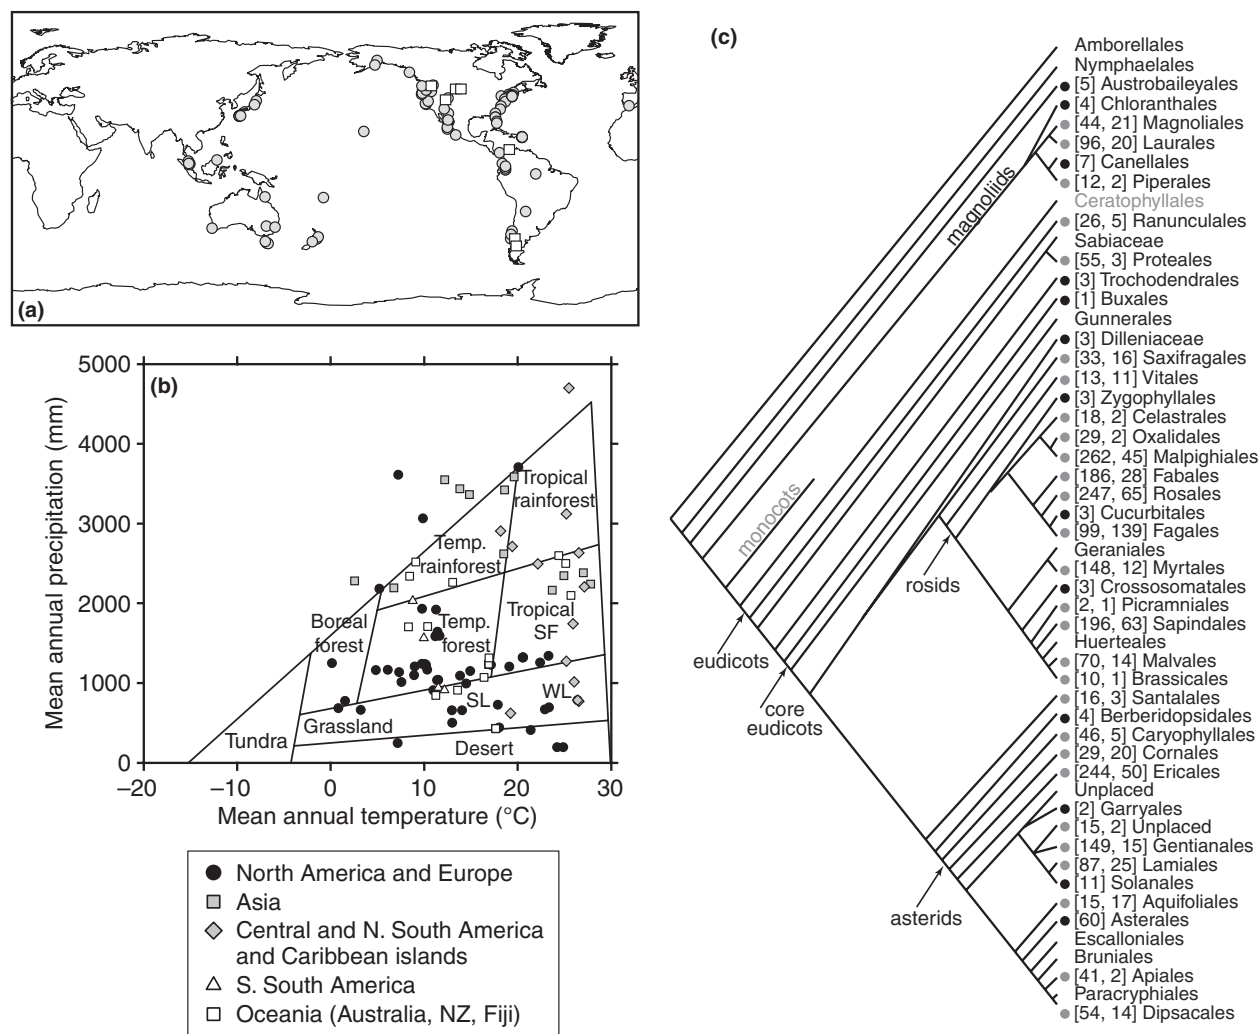 (a)
(b)
5000
4000
3000
2000
1000
0
Mean annual precipitation (mm)
–20
–10
0
10
20
30
Mean annual temperature (°C)
Tropical
rainforest
Temp.
rainforest
Boreal
forest
Temp.
forest
Tropical
SF
SL
WL
Grassland
Tundra
Desert
North America and Europe
Asia
Central and N. South America
and Caribbean islands
S. South America
Oceania (Australia, NZ, Fiji)
(c)
Amborellales
Nymphaelales
[5] Austrobaileyales
[4] Chloranthales
[44, 21] Magnoliales
[96, 20] Laurales
[7] Canellales
[12, 2] Piperales
Ceratophyllales
[26, 5] Ranunculales
Sabiaceae
[55, 3] Proteales
[3] Trochodendrales
[1] Buxales
Gunnerales
[3] Dilleniaceae
[33, 16] Saxifragales
[13, 11] Vitales
[3] Zygophyllales
[18, 2] Celastrales
[29, 2] Oxalidales
[262, 45] Malpighiales
[186, 28] Fabales
[247, 65] Rosales
[3] Cucurbitales
[99, 139] Fagales
Geraniales
[148, 12] Myrtales
[3] Crossosomatales
[2, 1] Picramniales
[196, 63] Sapindales
Huerteales
[70, 14] Malvales
[10, 1] Brassicales
[16, 3] Santalales
[4] Berberidopsidales
[46, 5] Caryophyllales
[29, 20] Cornales
[244, 50] Ericales
Unplaced
[2] Garryales
[15, 2] Unplaced
[149, 15] Gentianales
[87, 25] Lamiales
[11] Solanales
[15, 17] Aquifoliales
[60] Asterales
Escalloniales
Bruniales
[41, 2] Apiales
Paracryphiales
[54, 14] Dipsacales
magnoliids
monocots
rosids
eudicots
core
eudicots
asterids